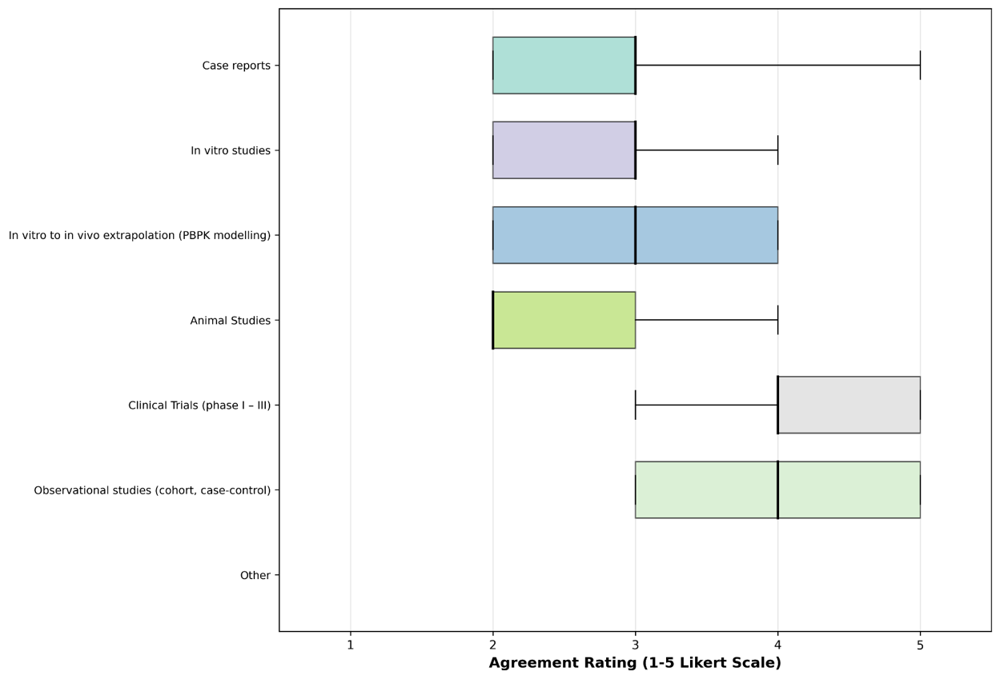 Case reports
In vitro studies
In vitro to in vivo extrapolation (PBPK modelling)
Animal Studies
Clinical Trials (phase I – III)
Observational studies (cohort, case-control)
Other
1 2 3 4 5
Agreement Rating (1-5 Likert Scale)